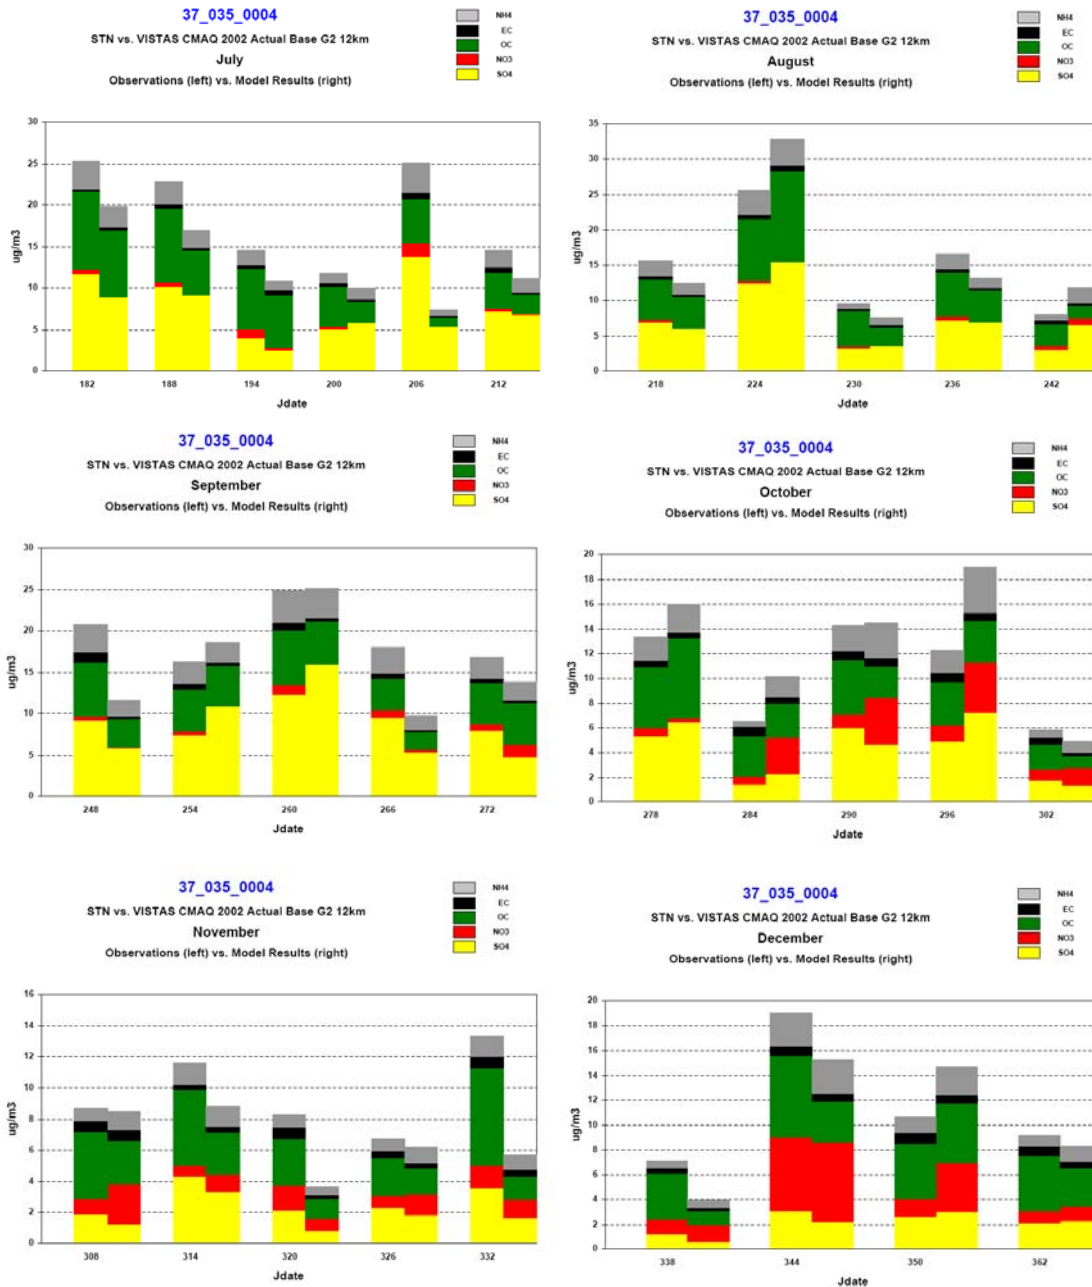 37_035_0004
STN vs. VISTAS CMAQ 2002 Actual Base G2 12km
July
Observations (left) vs. Model Results (right)
NH4
EC
OC
NO3
SO4
30
25
20
15
10
5
0
ug/m3
182 188 194 200 206 212
Jdate
37_035_0004
STN vs. VISTAS CMAQ 2002 Actual Base G2 12km
August
Observations (left) vs. Model Results (right)
NH4
EC
OC
NO3
SO4
35
30
25
20
15
10
5
0
ug/m3
218 224 230 236 242
Jdate
37_035_0004
STN vs. VISTAS CMAQ 2002 Actual Base G2 12km
September
Observations (left) vs. Model Results (right)
NH4
EC
OC
NO3
SO4
30
25
20
15
10
5
0
ug/m3
248 254 260 266 272
Jdate
37_035_0004
STN vs. VISTAS CMAQ 2002 Actual Base G2 12km
October
Observations (left) vs. Model Results (right)
NH4
EC
OC
NO3
SO4
20
18
16
14
12
10
8
6
4
2
0
ug/m3
278 284 290 296 302
Jdate
37_035_0004
STN vs. VISTAS CMAQ 2002 Actual Base G2 12km
November
Observations (left) vs. Model Results (right)
NH4
EC
OC
NO3
SO4
16
14
12
10
8
6
4
2
0
ug/m3
308 314 320 326 332
Jdate
37_035_0004
STN vs. VISTAS CMAQ 2002 Actual Base G2 12km
December
Observations (left) vs. Model Results (right)
NH4
EC
OC
NO3
SO4
20
18
16
14
12
10
8
6
4
2
0
ug/m3
338 344 350 362
Jdate